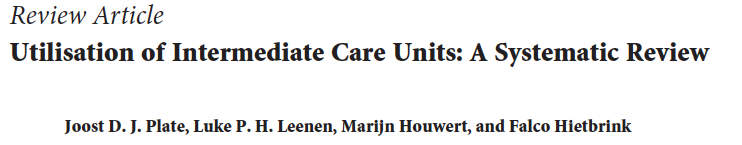 Review Article
Utilisation of Intermediate Care Units: A Systematic Review
Joost D. J. Plate, Luke P. H. Leenen, Marijn Houwert, and Falco Hietbrink